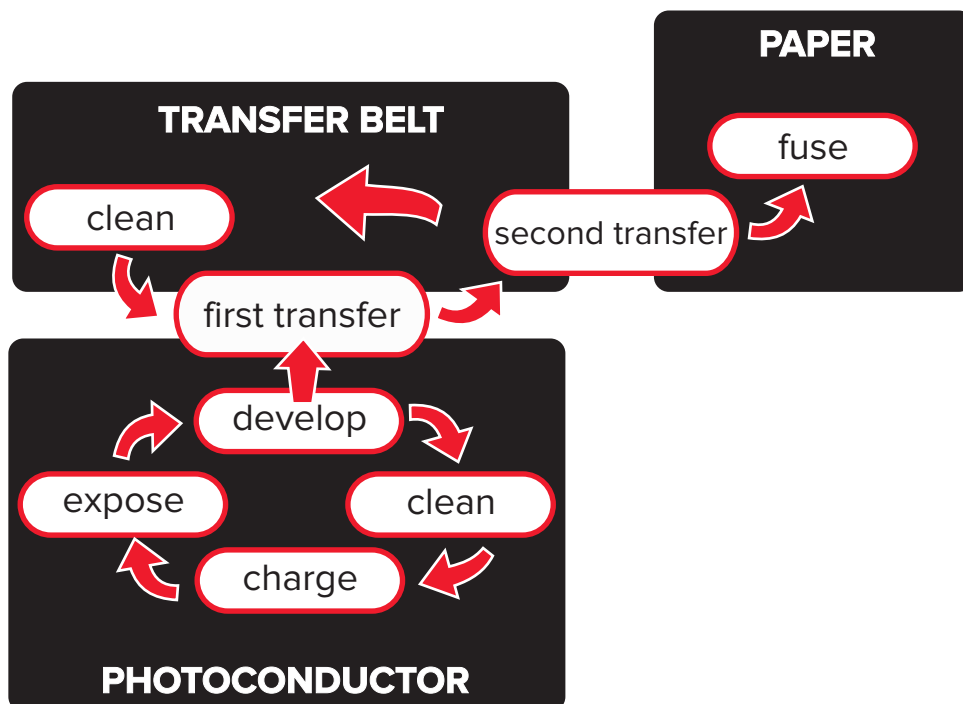 PAPER
TRANSFER BELT
fuse
clean
second transfer
first transfer
develop
expose
clean
charge
PHOTOCONDUCTOR